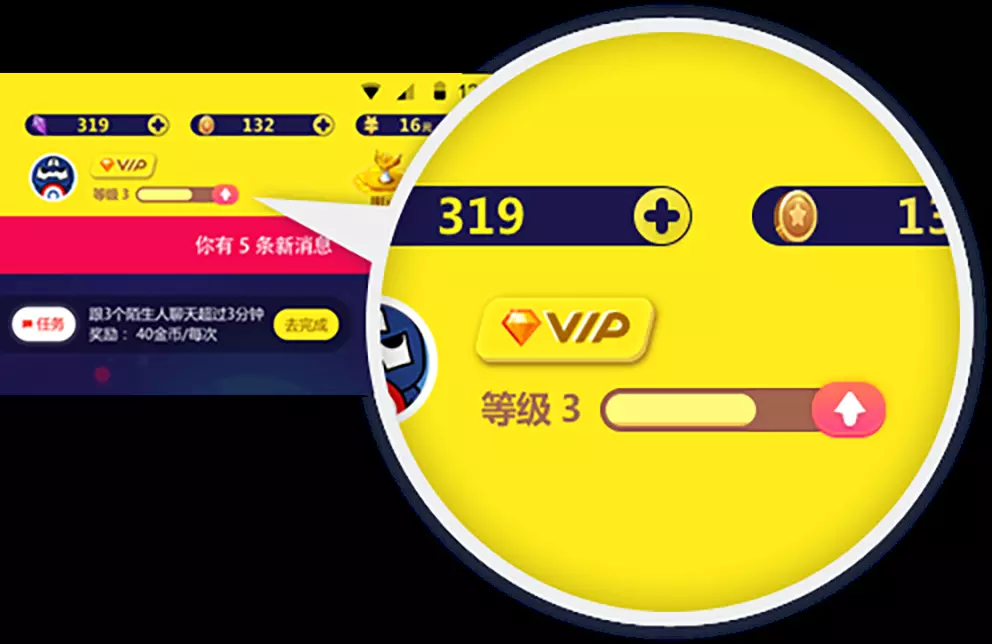 12
319
132
16元
VIP
等级 3
你有 5 条新消息
任务
跟3个陌生人聊天超过3分钟
奖励： 40金币/每次
去完成
319
13
VIP
等级 3